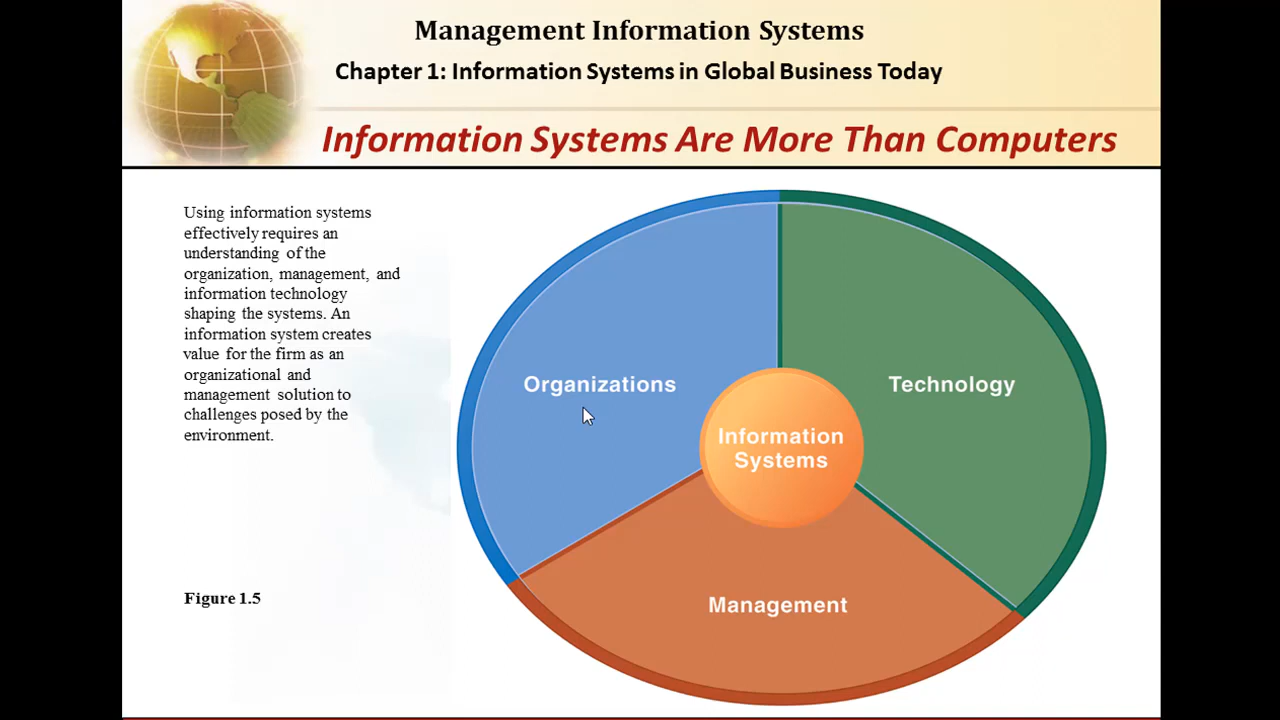 Management Information Systems
Chapter 1: Information Systems in Global Business Today
Information Systems Are More Than Computers
Using information systems
effectively requires an
understanding of the
organization, management, and
information technology
shaping the systems. An
information system creates
value for the firm as an
organizational and
management solution to
challenges posed by the
environment.
Figure 1.5
Organizations
Technology
Information
Systems
Management